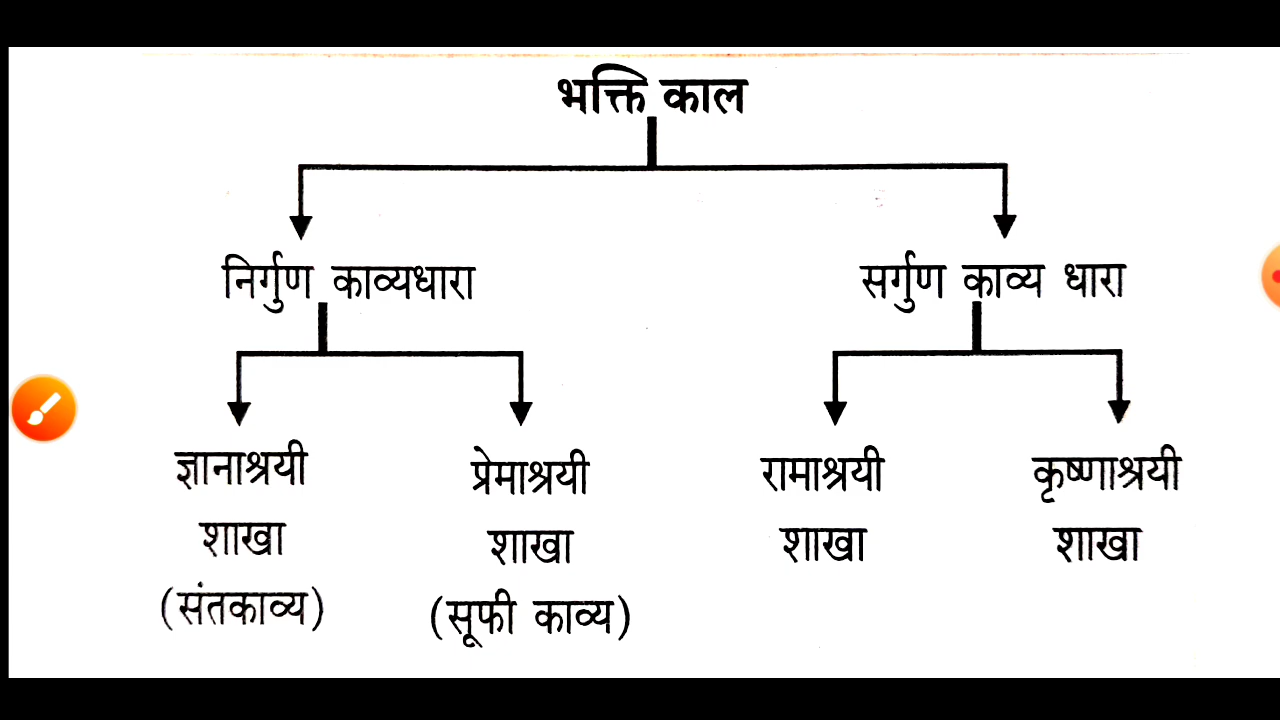 भक्ति काल
निर्गुण काव्यधारा
सर्गुण काव्य धारा
ज्ञानाश्रयी
शाखा
(संतकाव्य)
प्रेमाश्रयी
शाखा
(सूफी काव्य)
रामाश्रयी
शाखा
कृष्णाश्रयी
शाखा